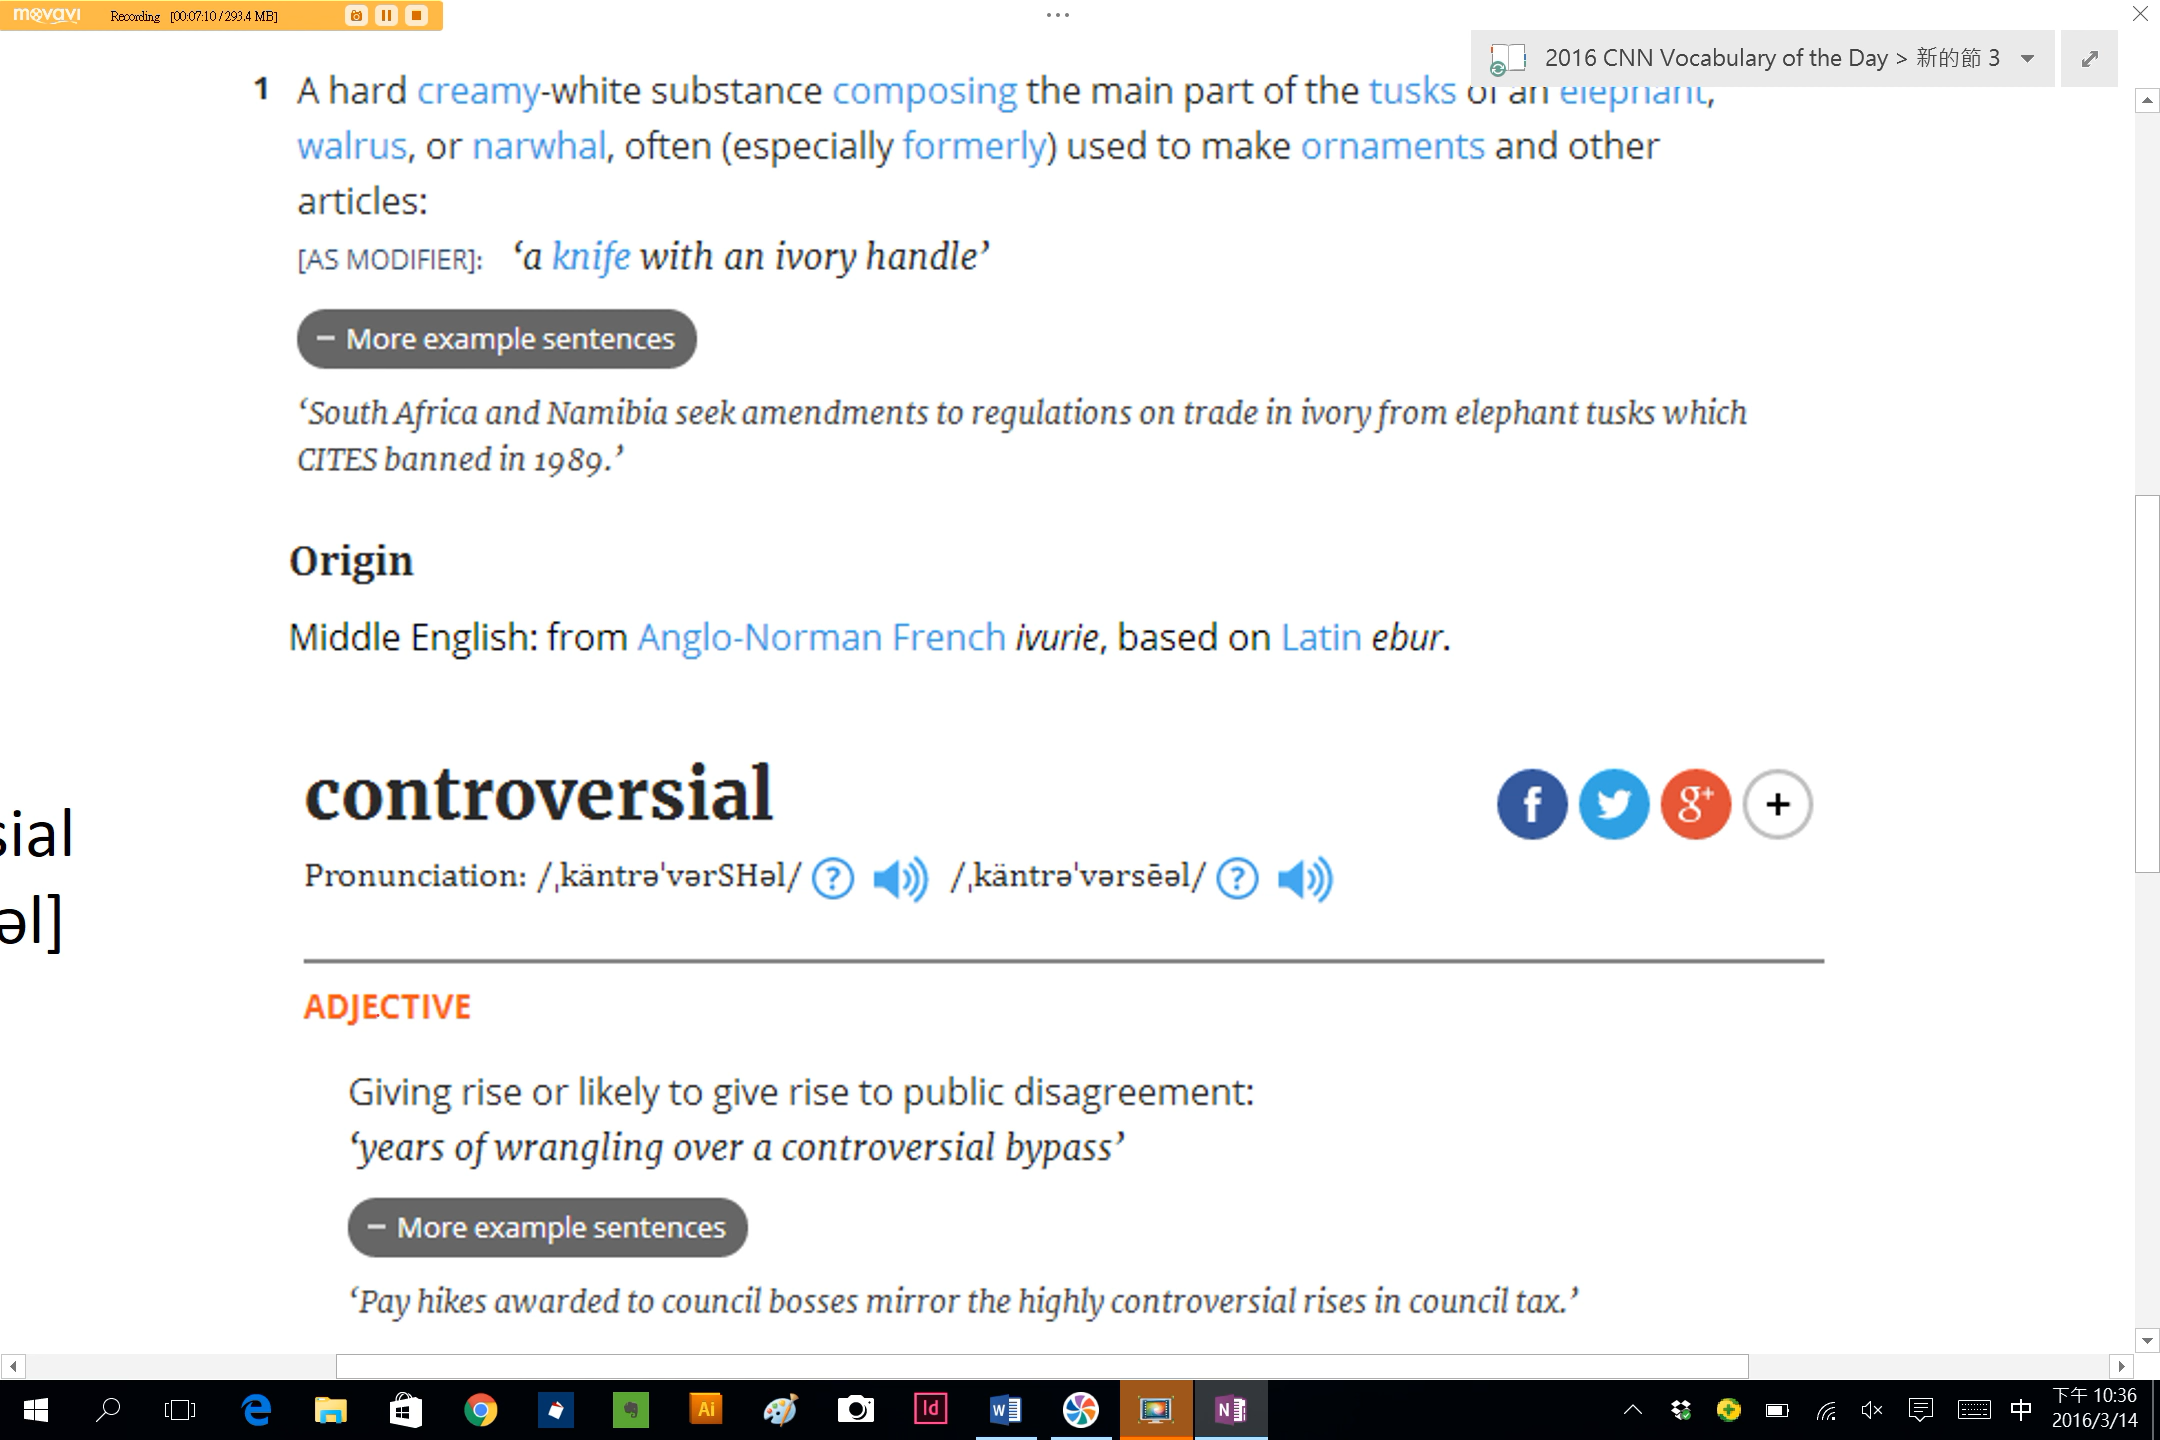 movavi Recording [00:07:10 / 293.4 MB]
2016 CNN Vocabulary of the Day > 新的節 3
1 A hard creamy-white substance composing the main part of the tusks of an elephant,
walrus, or narwhal, often (especially formerly) used to make ornaments and other
articles:
[AS MODIFIER]: ‘a knife with an ivory handle’
− More example sentences
‘South Africa and Namibia seek amendments to regulations on trade in ivory from elephant tusks which
CITES banned in 1989.’
Origin
Middle English: from Anglo-Norman French ivurie, based on Latin ebur.
controversial
f g+ +
sial
Pronunciation: /ˌkäntrəˈvərSHəl/ ? /ˌkäntrəˈvərsēəl/ ?
əl]
ADJECTIVE
Giving rise or likely to give rise to public disagreement:
‘years of wrangling over a controversial bypass’
− More example sentences
‘Pay hikes awarded to council bosses mirror the highly controversial rises in council tax.’
Ai Id W N 中 下午 10:36
2016/3/14